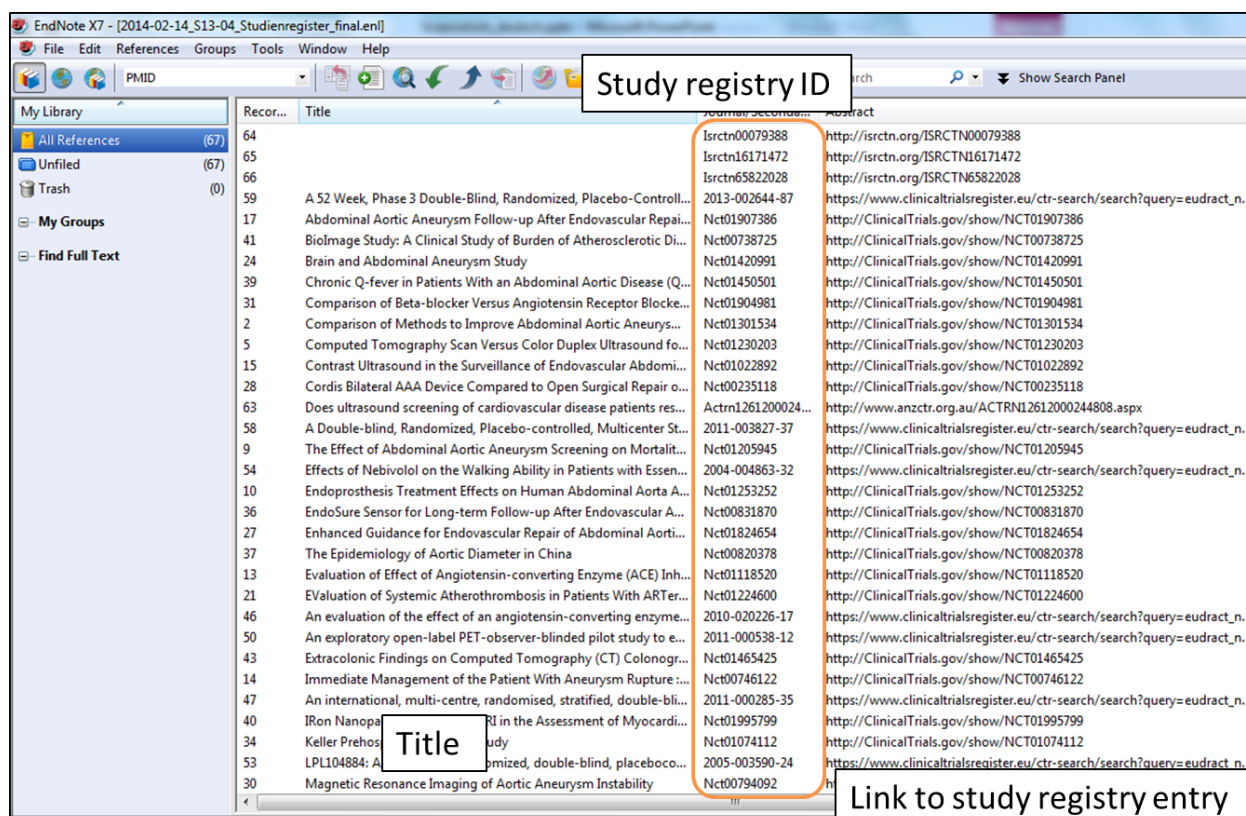 EndNote X7 - [2014-02-14_S13-04_Studienregister_final.enl]
File Edit References Groups Tools Window Help
PMID
Study registry ID
Show Search Panel
My Library
Recor... Title Abstract
All References (67)
Unfiled (67)
Trash (0)
My Groups
Find Full Text
64 Isrctn00079388 http://isrctn.org/ISRCTN00079388
65 Isrctn16171472 http://isrctn.org/ISRCTN16171472
66 Isrctn65822028 http://isrctn.org/ISRCTN65822028
59 A 52 Week, Phase 3 Double-Blind, Randomized, Placebo-Controll... 2013-002644-87 https://www.clinicaltrialsregister.eu/ctr-search/search?query=eudract_n...
17 Abdominal Aortic Aneurysm Follow-up After Endovascular Repai... Nct01907386 http://ClinicalTrials.gov/show/NCT01907386
41 BioImage Study: A Clinical Study of Burden of Atherosclerotic Di... Nct00738725 http://ClinicalTrials.gov/show/NCT00738725
24 Brain and Abdominal Aneurysm Study Nct01420991 http://ClinicalTrials.gov/show/NCT01420991
39 Chronic Q-fever in Patients With an Abdominal Aortic Disease (Q... Nct01450501 http://ClinicalTrials.gov/show/NCT01450501
31 Comparison of Beta-blocker Versus Angiotensin Receptor Blocke... Nct01904981 http://ClinicalTrials.gov/show/NCT01904981
2 Comparison of Methods to Improve Abdominal Aortic Aneurys... Nct01301534 http://ClinicalTrials.gov/show/NCT01301534
5 Computed Tomography Scan Versus Color Duplex Ultrasound fo... Nct01230203 http://ClinicalTrials.gov/show/NCT01230203
15 Contrast Ultrasound in the Surveillance of Endovascular Abdomi... Nct01022892 http://ClinicalTrials.gov/show/NCT01022892
28 Cordis Bilateral AAA Device Compared to Open Surgical Repair o... Nct00235118 http://ClinicalTrials.gov/show/NCT00235118
63 Does ultrasound screening of cardiovascular disease patients res... Actrn1261200024... http://www.anzctr.org.au/ACTRN12612000244808.aspx
58 A Double-blind, Randomized, Placebo-controlled, Multicenter St... 2011-003827-37 https://www.clinicaltrialsregister.eu/ctr-search/search?query=eudract_n...
9 The Effect of Abdominal Aortic Aneurysm Screening on Mortalit... Nct01205945 http://ClinicalTrials.gov/show/NCT01205945
54 Effects of Nebivolol on the Walking Ability in Patients with Essen... 2004-004863-32 https://www.clinicaltrialsregister.eu/ctr-search/search?query=eudract_n...
10 Endoprosthesis Treatment Effects on Human Abdominal Aorta A... Nct01253252 http://ClinicalTrials.gov/show/NCT01253252
36 EndoSure Sensor for Long-term Follow-up After Endovascular A... Nct00831870 http://ClinicalTrials.gov/show/NCT00831870
27 Enhanced Guidance for Endovascular Repair of Abdominal Aorti... Nct01824654 http://ClinicalTrials.gov/show/NCT01824654
37 The Epidemiology of Aortic Diameter in China Nct00820378 http://ClinicalTrials.gov/show/NCT00820378
13 Evaluation of Effect of Angiotensin-converting Enzyme (ACE) Inh... Nct01118520 http://ClinicalTrials.gov/show/NCT01118520
21 EValuation of Systemic Atherothrombosis in Patients With ARTer... Nct01224600 http://ClinicalTrials.gov/show/NCT01224600
46 An evaluation of the effect of an angiotensin-converting enzyme... 2010-020226-17 https://www.clinicaltrialsregister.eu/ctr-search/search?query=eudract_n...
50 An exploratory open-label PET-observer-blinded pilot study to e... 2011-000538-12 https://www.clinicaltrialsregister.eu/ctr-search/search?query=eudract_n...
43 Extracolonic Findings on Computed Tomography (CT) Colonogr... Nct01465425 http://ClinicalTrials.gov/show/NCT01465425
14 Immediate Management of the Patient With Aneurysm Rupture :... Nct00746122 http://ClinicalTrials.gov/show/NCT00746122
47 An international, multi-centre, randomised, stratified, double-bli... 2011-000285-35 https://www.clinicaltrialsregister.eu/ctr-search/search?query=eudract_n...
40 IRon in the Assessment of Myocardi... Nct01995799 http://ClinicalTrials.gov/show/NCT01995799
34 Keller Nct01074112 http://ClinicalTrials.gov/show/NCT01074112
Title
53 LPL104884: A double-blind, placeboco... 2005-003590-24 https://www.clinicaltrialsregister.eu/ctr-search/search?query=eudract_n...
30 Magnetic Resonance Imaging of Aortic Aneurysm Instability Nct00794092
Link to study registry entry